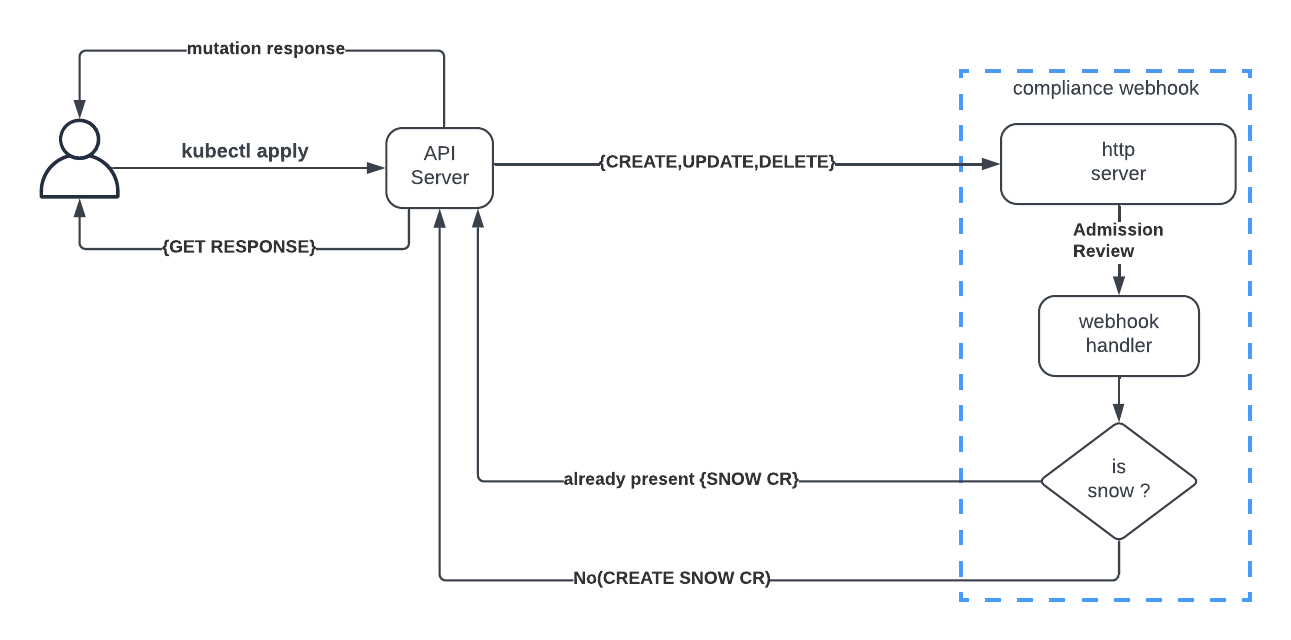 mutation response
compliance webhook
kubectl apply
API
Server
{CREATE,UPDATE,DELETE}
http
server
Admission
Review
{GET RESPONSE}
webhook
handler
is
snow ?
already present {SNOW CR}
No(CREATE SNOW CR)